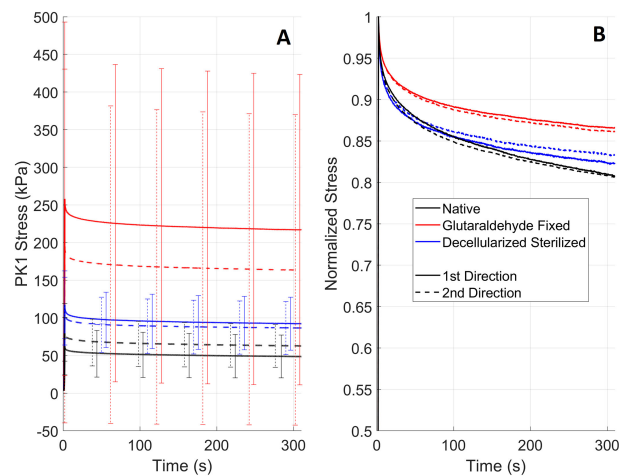 A
PK1 Stress (kPa)
500
450
400
350
300
250
200
150
100
50
0
-50
0
100
200
300
Time (s)
B
Normalized Stress
1
0.95
0.9
0.85
0.8
0.75
0.7
0.65
0.6
0.55
0.5
Native
Glutaraldehyde Fixed
Decellularized Sterilized
1st Direction
2nd Direction
0
100
200
300
Time (s)